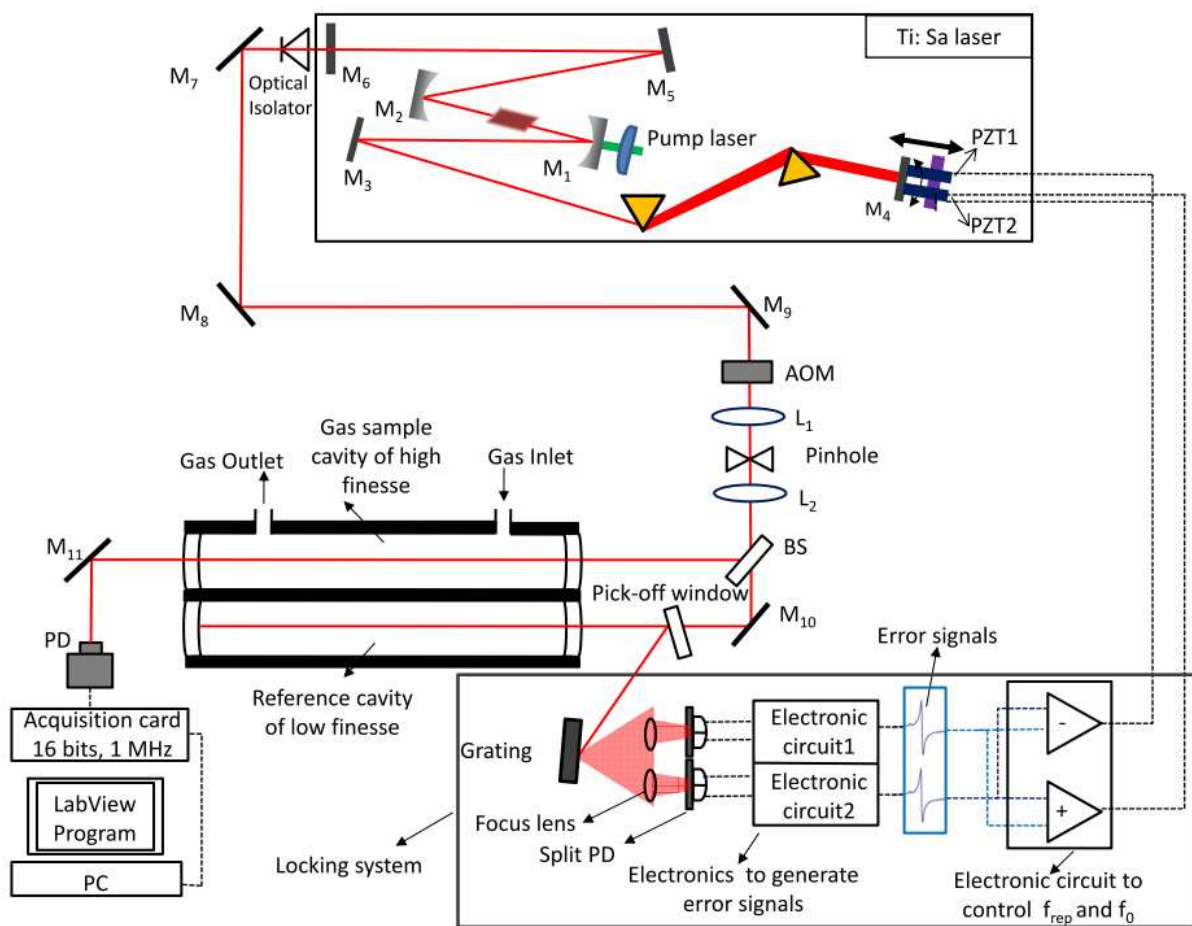 Ti: Sa laser
M7
Optical
Isolator
M6
M5
M2
Pump laser
M1
M3
PZT1
M4
PZT2
M8
M9
AOM
L1
Pinhole
L2
BS
Gas sample
cavity of high
finesse
Gas Outlet
Gas Inlet
M11
Pick-off window
M10
PD
Reference cavity
of low finesse
Acquisition card
16 bits, 1 MHz
LabView
Program
PC
Error signals
Grating
Electronic
circuit1
Electronic
circuit2
-
+
Focus lens
Split PD
Locking system
Electronics to generate
error signals
Electronic circuit to
control frep and f0